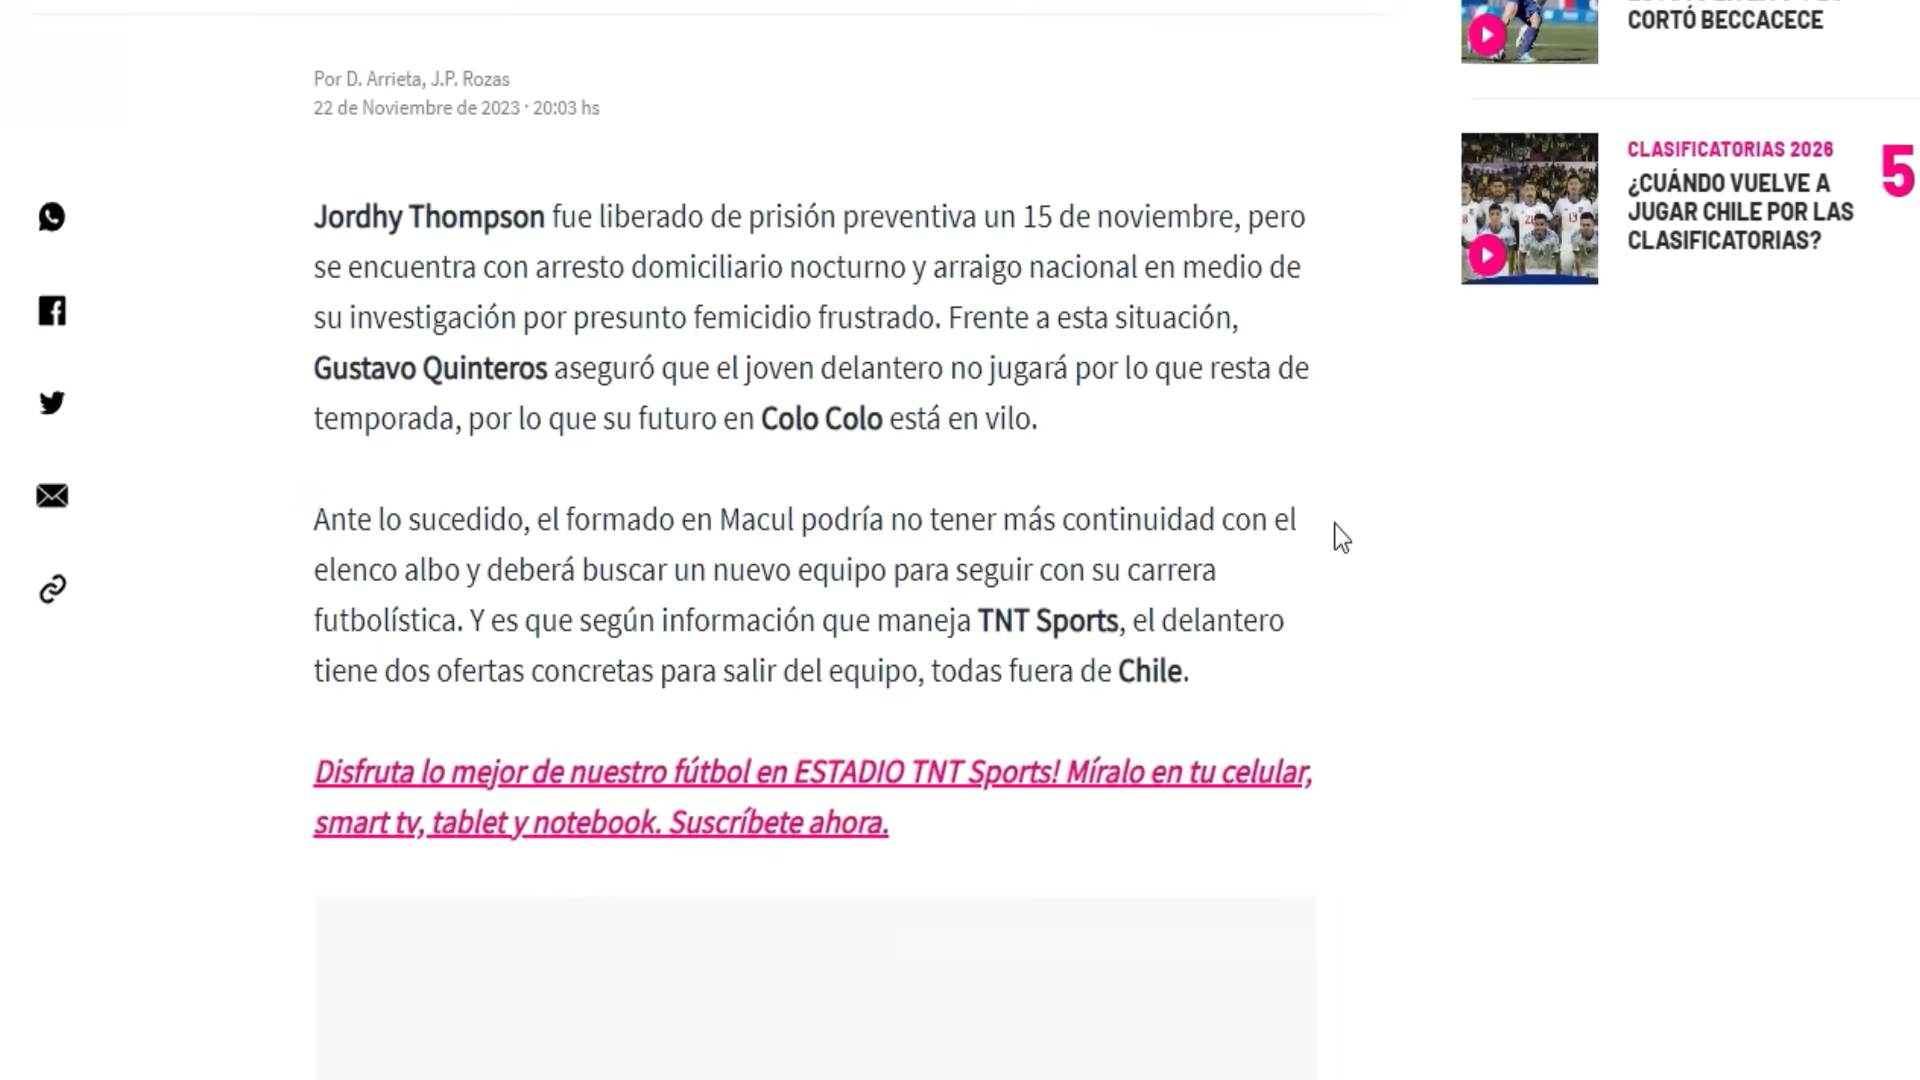 Por D. Arrieta, J.P. Rozas
22 de Noviembre de 2023 · 20:03 hs
Jordhy Thompson fue liberado de prisión preventiva un 15 de noviembre, pero
se encuentra con arresto domiciliario nocturno y arraigo nacional en medio de
su investigación por presunto femicidio frustrado. Frente a esta situación,
Gustavo Quinteros aseguró que el joven delantero no jugará por lo que resta de
temporada, por lo que su futuro en Colo Colo está en vilo.
Ante lo sucedido, el formado en Macul podría no tener más continuidad con el
elenco albo y deberá buscar un nuevo equipo para seguir con su carrera
futbolística. Y es que según información que maneja TNT Sports, el delantero
tiene dos ofertas concretas para salir del equipo, todas fuera de Chile.
Disfruta lo mejor de nuestro fútbol en ESTADIO TNT Sports! Míralo en tu celular,
smart tv, tablet y notebook. Suscríbete ahora.
CORTÓ BECCACECE
CLASIFICATORIAS 2026
5
¿CUÁNDO VUELVE A
JUGAR CHILE POR LAS
CLASIFICATORIAS?